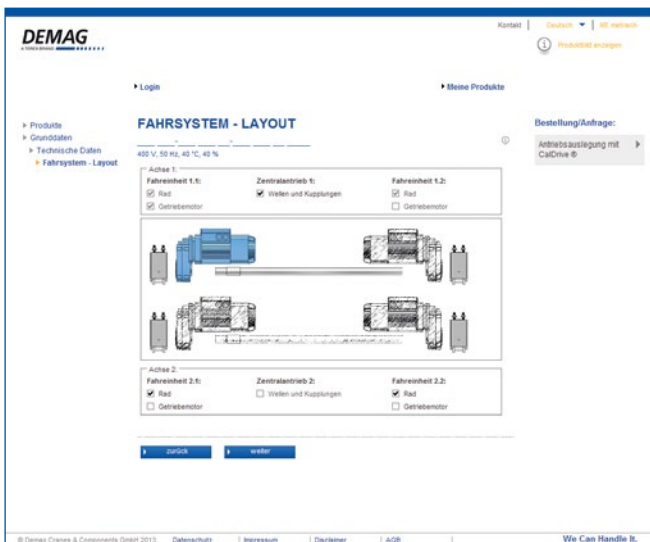 Kontakt | Deutsch | ME metrisch
DEMAG
A TEREX BRAND
Produktbild anzeigen
Login
Meine Produkte
Produkte
Grunddaten
Technische Daten
Fahrsystem - Layout
FAHRSYSTEM - LAYOUT
400 V, 50 Hz, 40 °C, 40 %
Bestellung/Anfrage:
Antriebsauslegung mit
CalDrive ®
Achse 1:
Fahreinheit 1.1: Zentralantrieb 1: Fahreinheit 1.2:
Rad Wellen und Kupplungen Rad
Getriebemotor Getriebemotor
Achse 2:
Fahreinheit 2.1: Zentralantrieb 2: Fahreinheit 2.2:
Rad Wellen und Kupplungen Rad
Getriebemotor Getriebemotor
zurück weiter
© Demag Cranes & Components GmbH 2013 Datenschutz | Impressum | Disclaimer | AGB | We Can Handle It.